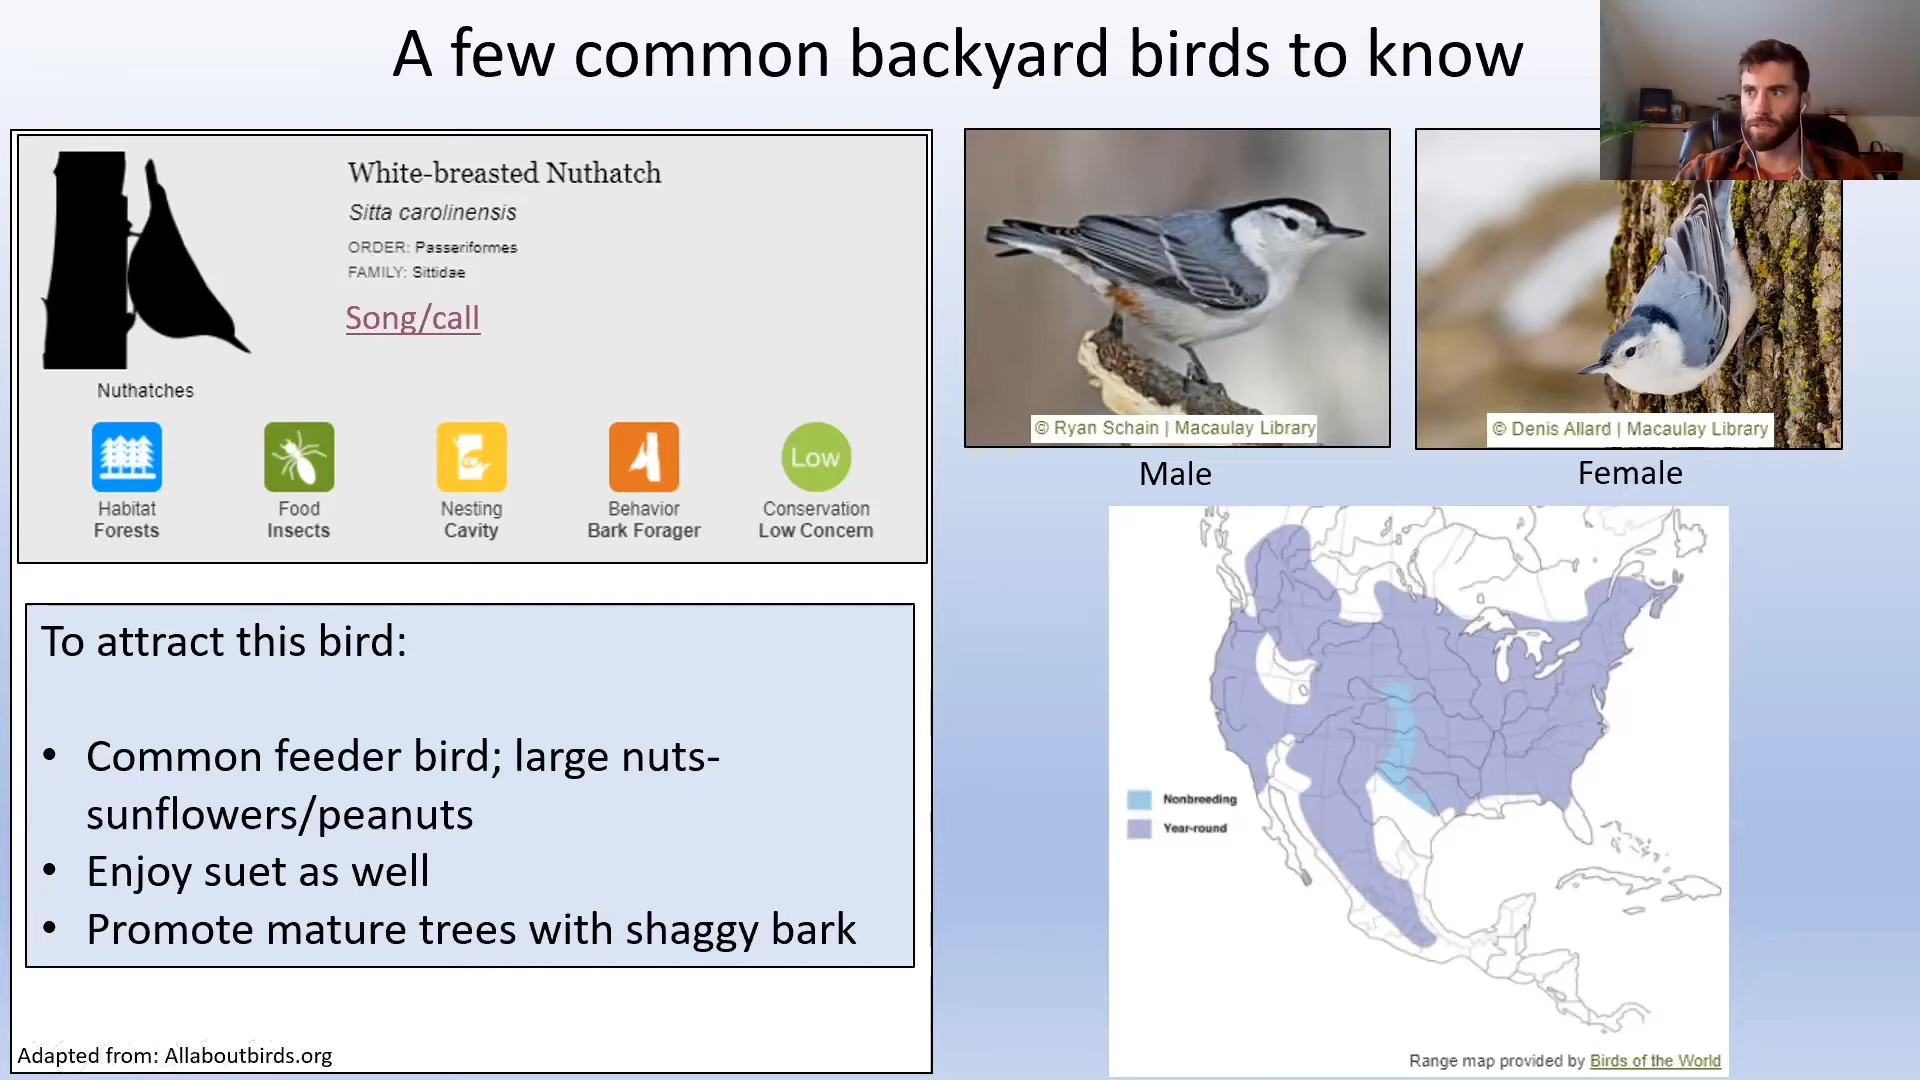 A few common backyard birds to know
White-breasted Nuthatch
Sitta carolinensis
ORDER: Passeriformes
FAMILY: Sittidae
Song/call
Nuthatches
Low
Habitat
Forests
Food
Insects
Nesting
Cavity
Behavior
Bark Forager
Conservation
Low Concern
To attract this bird:
• Common feeder bird; large nuts-
sunflowers/peanuts
• Enjoy suet as well
• Promote mature trees with shaggy bark
Adapted from: Allaboutbirds.org
© Ryan Schain | Macaulay Library
Male
© Denis Allard | Macaulay Library
Female
Nonbreeding
Year-round
Range map provided by Birds of the World